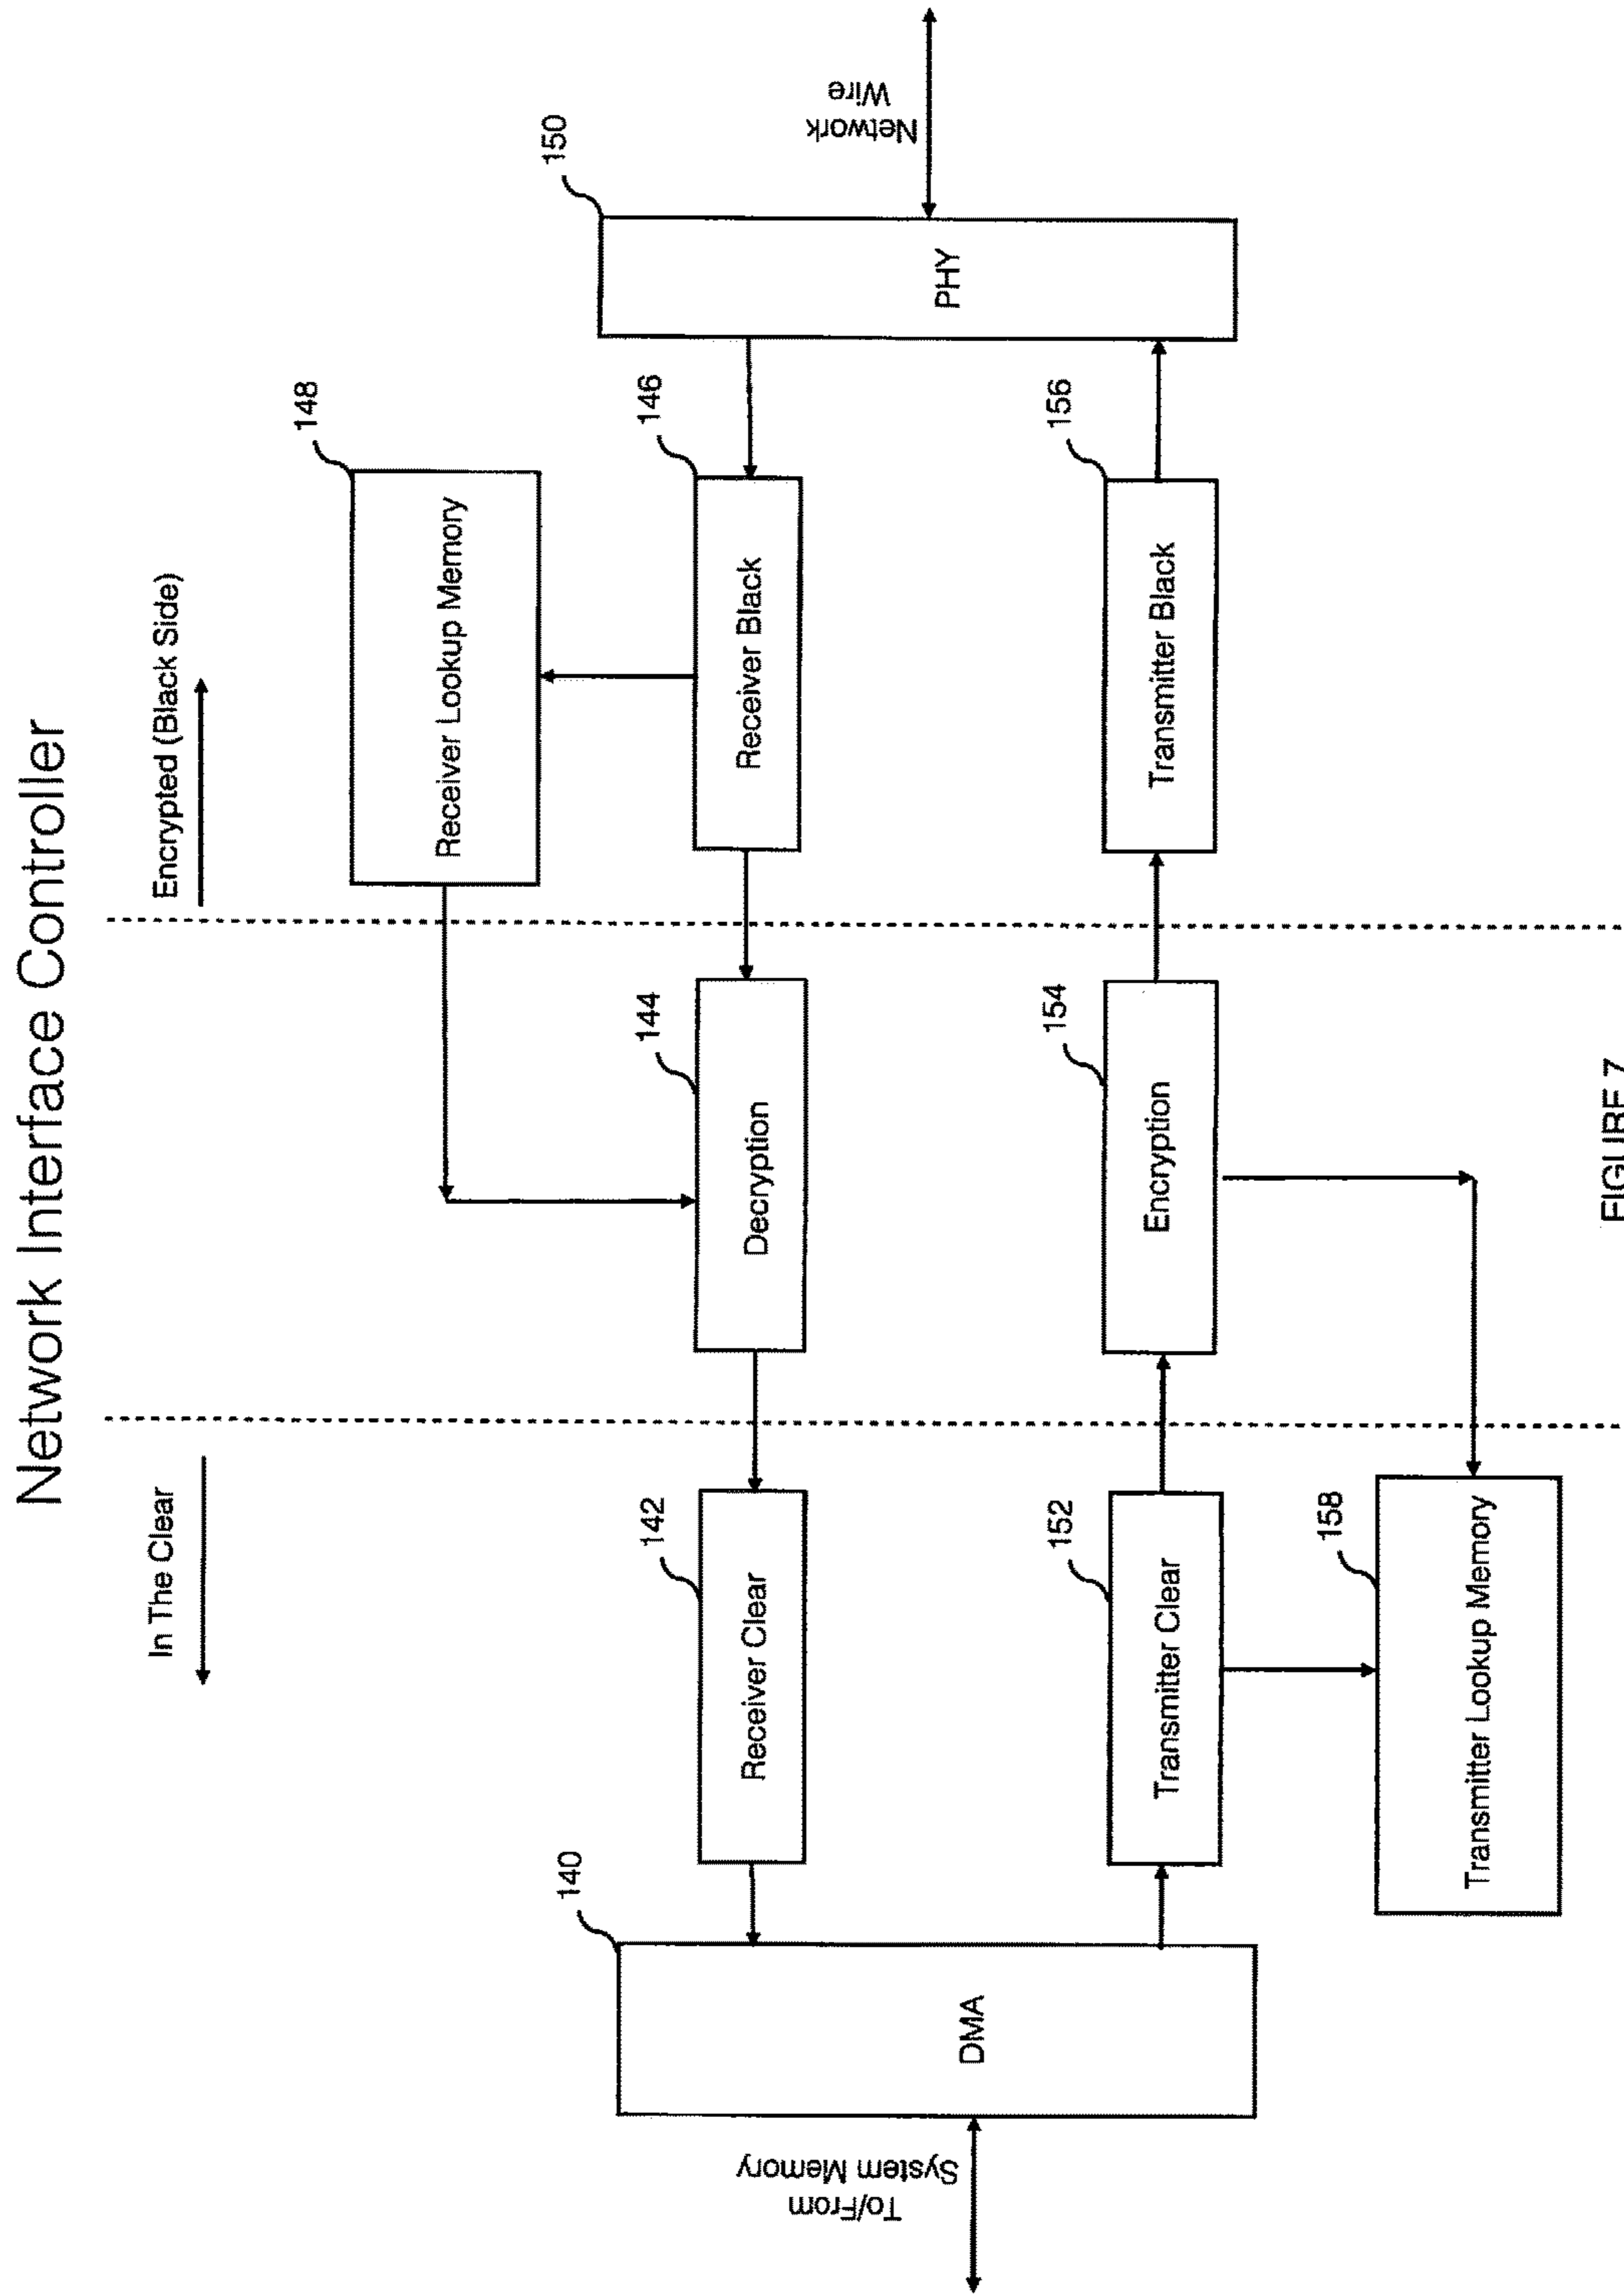 Network Interface Controller
In The Clear
Encrypted (Black Side)
148
Receiver Lookup Memory
142
Receiver Clear
144
Decryption
146
Receiver Black
140
DMA
To/From
System Memory
150
PHY
Network
Wire
152
Transmitter Clear
154
Encryption
156
Transmitter Black
158
Transmitter Lookup Memory
FIGURE 7